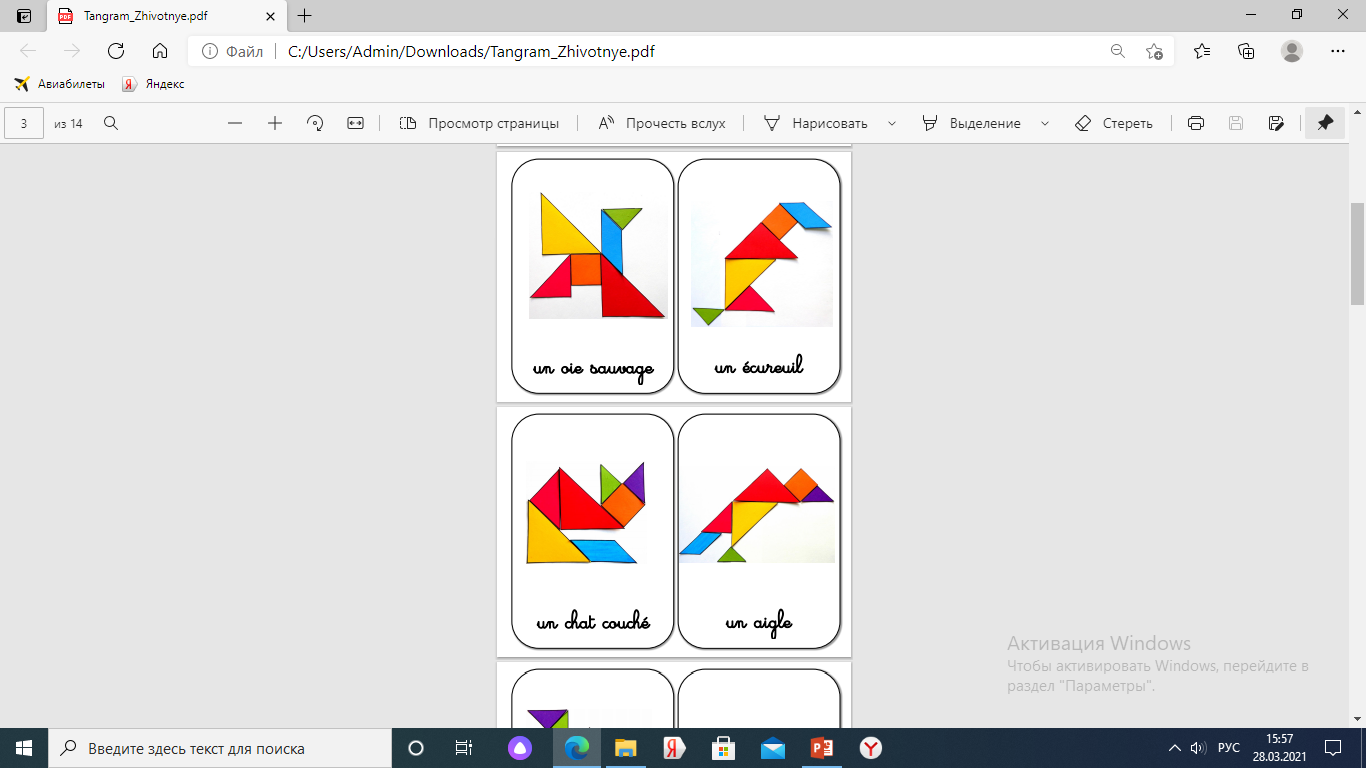 Tangram_Zhivotnye.pdf
Файл C:/Users/Admin/Downloads/Tangram_Zhivotnye.pdf
Авиабилеты Яндекс
3 из 14 Просмотр страницы Прочесть вслух Нарисовать Выделение Стереть
un oie sauvage
un écureuil
un chat couché
un aigle
Активация Windows
Чтобы активировать Windows, перейдите в
раздел "Параметры".
Введите здесь текст для поиска
РУС
15:57
28.03.2021